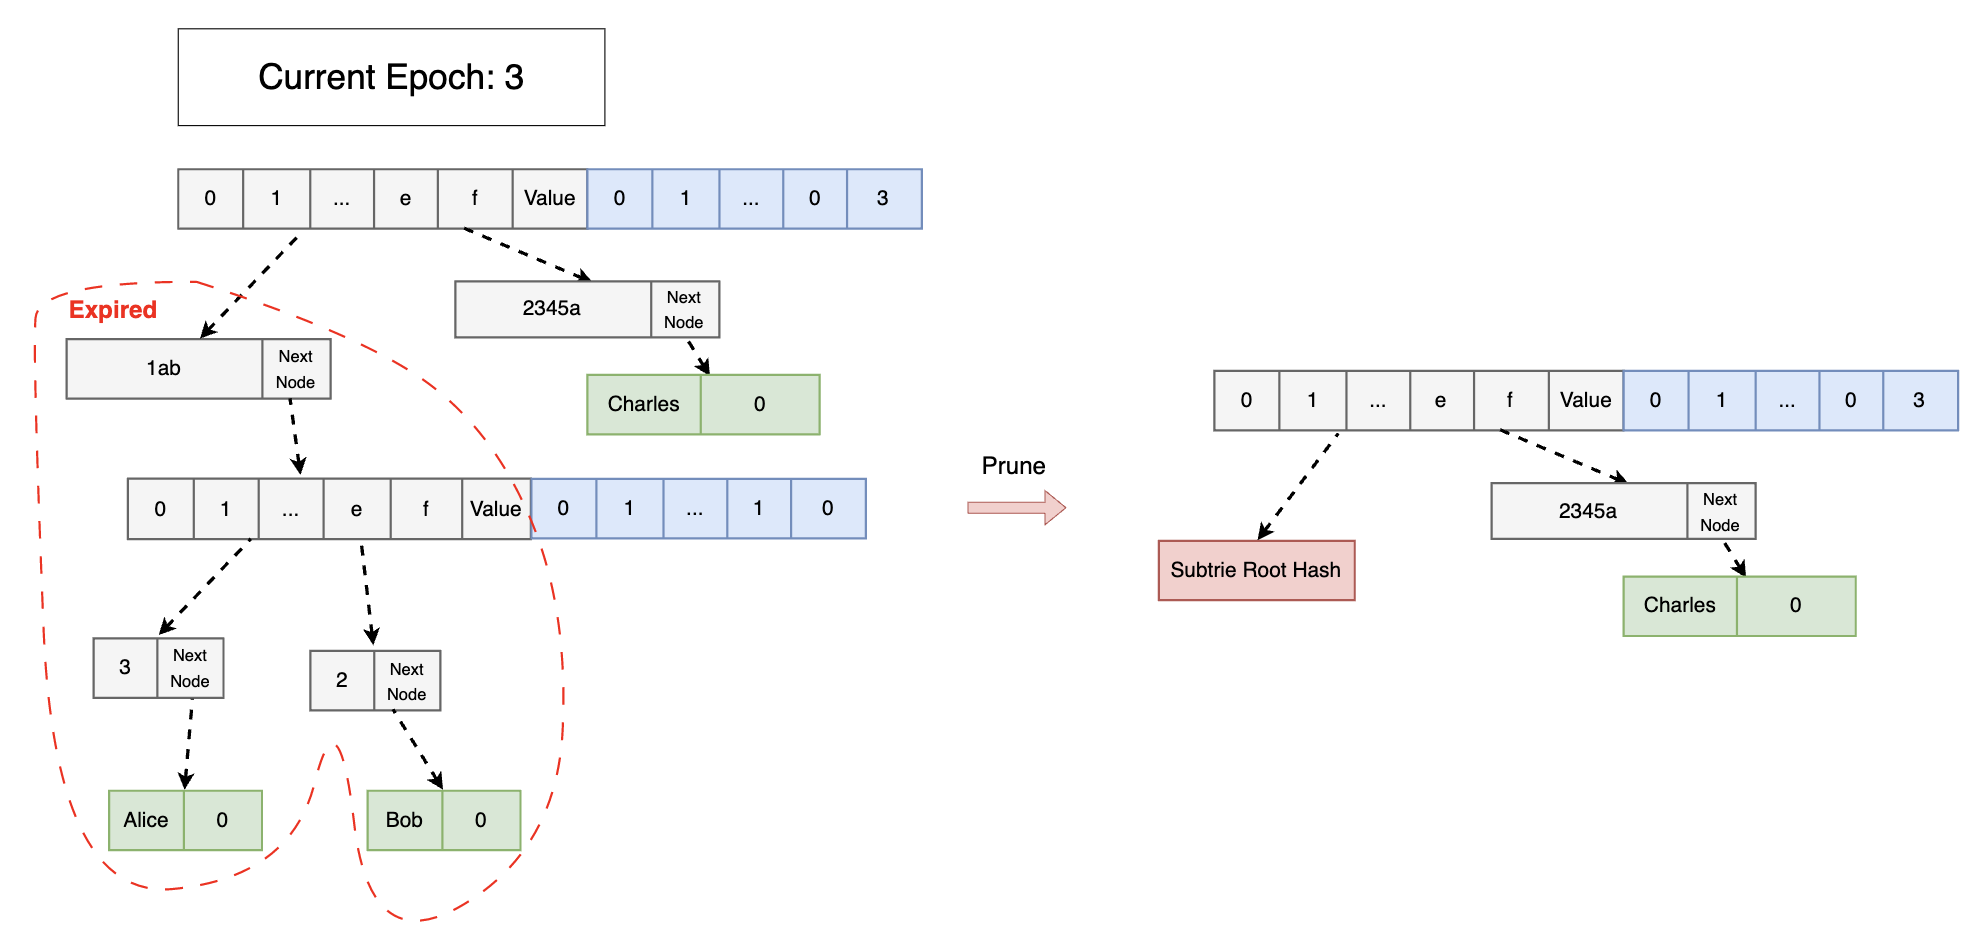 Current Epoch: 3
0 1 ... e f Value 0 1 ... 0 3
2345a Next Node
Expired
1ab Next Node
Charles 0
0 1 ... e f Value 0 1 ... 1 0
3 Next Node
2 Next Node
Alice 0
Bob 0
Prune
0 1 ... e f Value 0 1 ... 0 3
2345a Next Node
Subtrie Root Hash
Charles 0